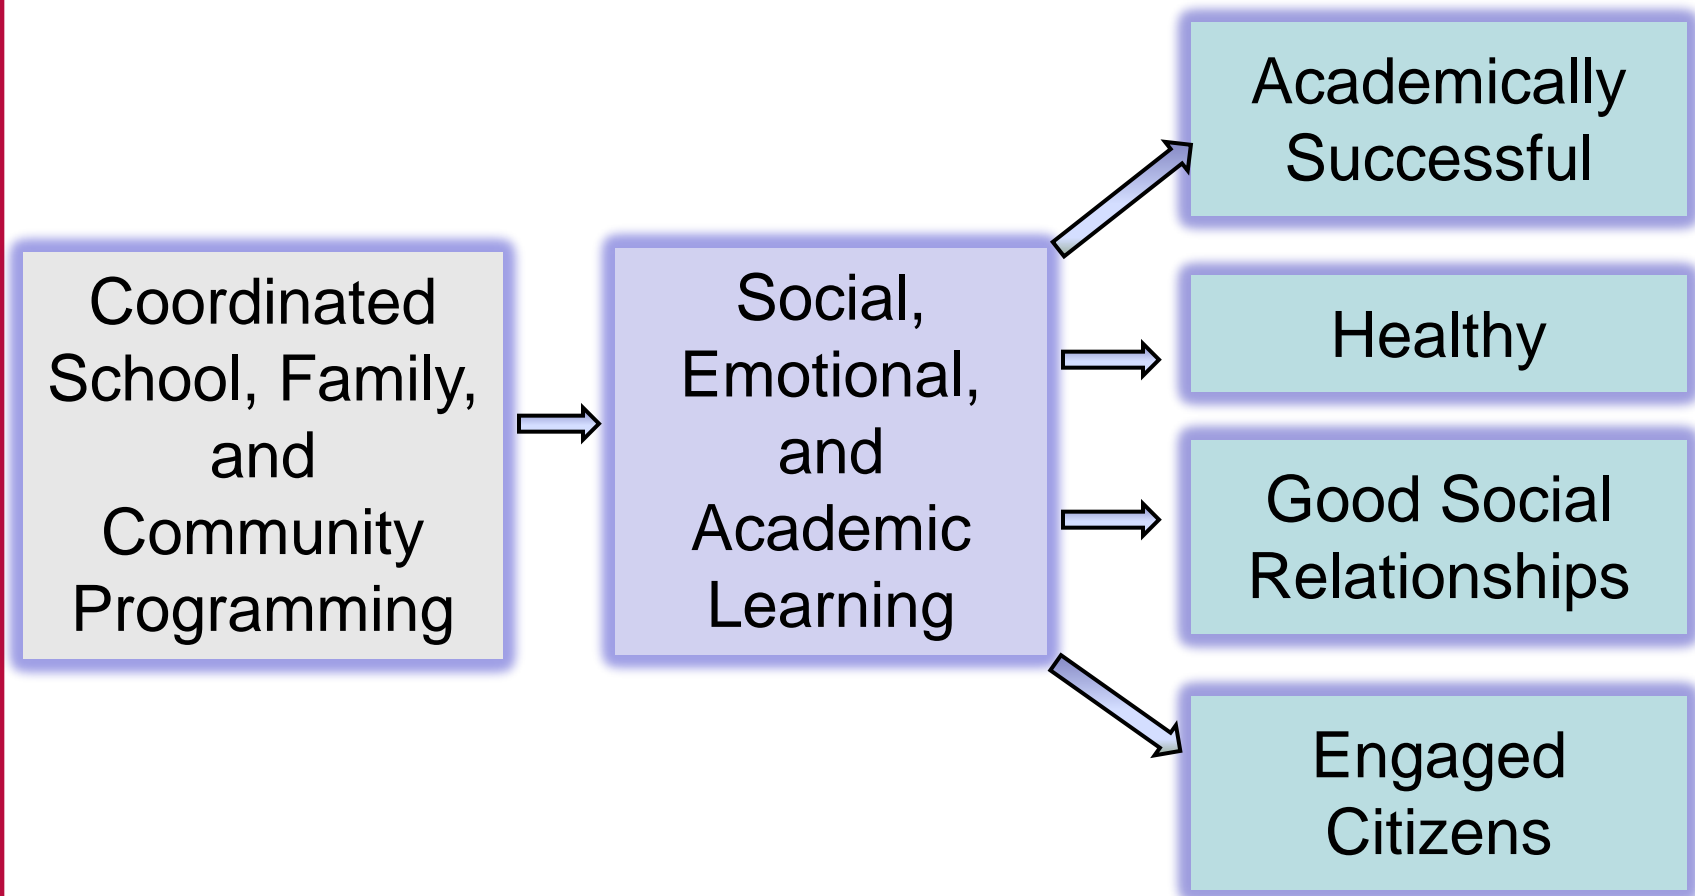 Coordinated
School, Family,
and
Community
Programming
Social,
Emotional,
and
Academic
Learning
Academically
Successful
Healthy
Good Social
Relationships
Engaged
Citizens